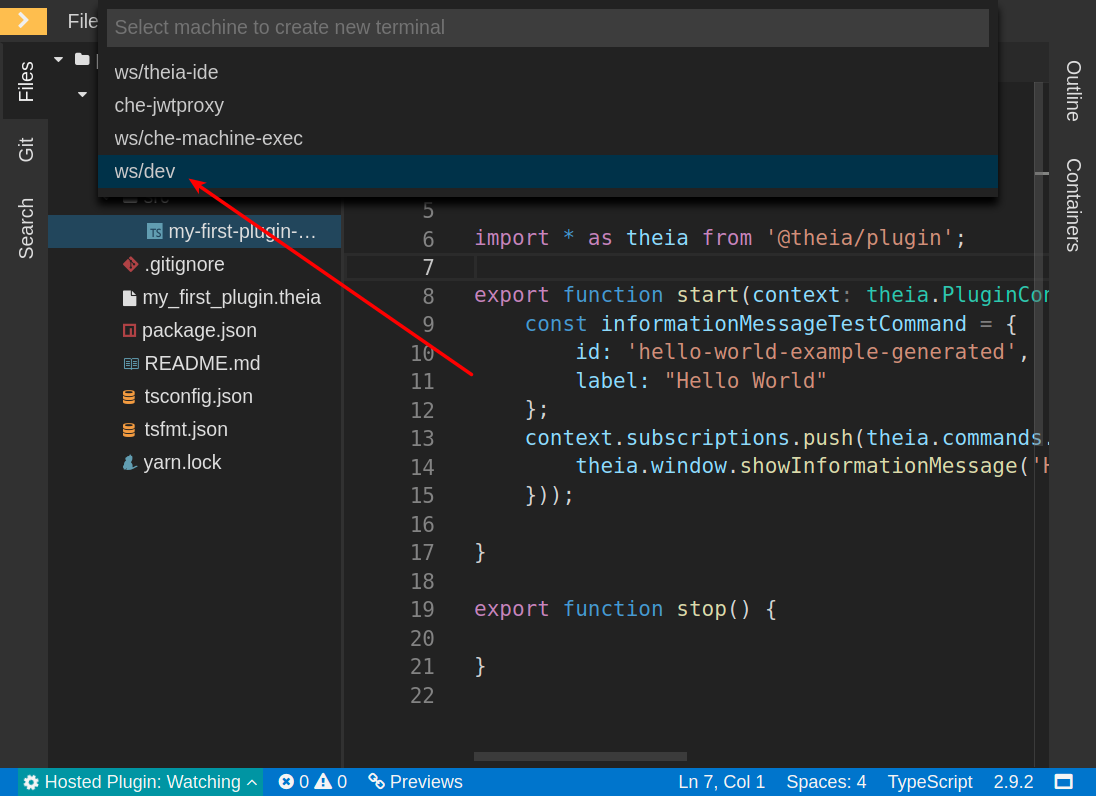 File
Select machine to create new terminal
ws/theia-ide
che-jwtproxy
ws/che-machine-exec
ws/dev
Files
Git
Search
my-first-plugin-...
.gitignore
my_first_plugin.theia
package.json
README.md
tsconfig.json
tsfmt.json
yarn.lock
5
6 import * as theia from '@theia/plugin';
7
8 export function start(context: theia.PluginCon
9 const informationMessageTestCommand = {
10 id: 'hello-world-example-generated',
11 label: "Hello World"
12 };
13 context.subscriptions.push(theia.commands.
14 theia.window.showInformationMessage('H
15 }));
16
17 }
18
19 export function stop() {
20
21 }
22
Outline
Containers
Hosted Plugin: Watching 0 0 Previews Ln 7, Col 1 Spaces: 4 TypeScript 2.9.2